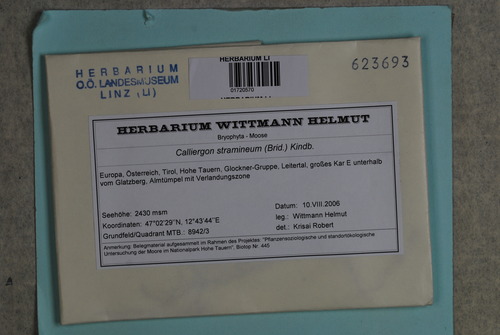 HERBARIUM
O.Ö. LANDESMUSEUM
LINZ (LI)
HERBARIUM LI
01720570
HERBARIUM LI
623693
HERBARIUM WITTMANN HELMUT
Bryophyta - Moose
Calliergon stramineum (Brid.) Kindb.
Europa, Österreich, Tirol, Hohe Tauern, Glockner-Gruppe, Leitertal; großes Kar E unterhalb
vom Glatzberg, Almtümpel mit Verlandungszone
Seehöhe: 2430 msm
Koordinaten: 47°02'29"N, 12°43'44"E
Grundfeld/Quadrant MTB.: 8942/3
Datum: 10.VIII.2006
leg.: Wittmann Helmut
det.: Krisai Robert
Anmerkung: Belegmaterial aufgesammelt im Rahmen des Projektes: "Pflanzensoziologische und standortökologische
Untersuchung der Moore im Nationalpark Hohe Tauern", Biotop Nr. 445